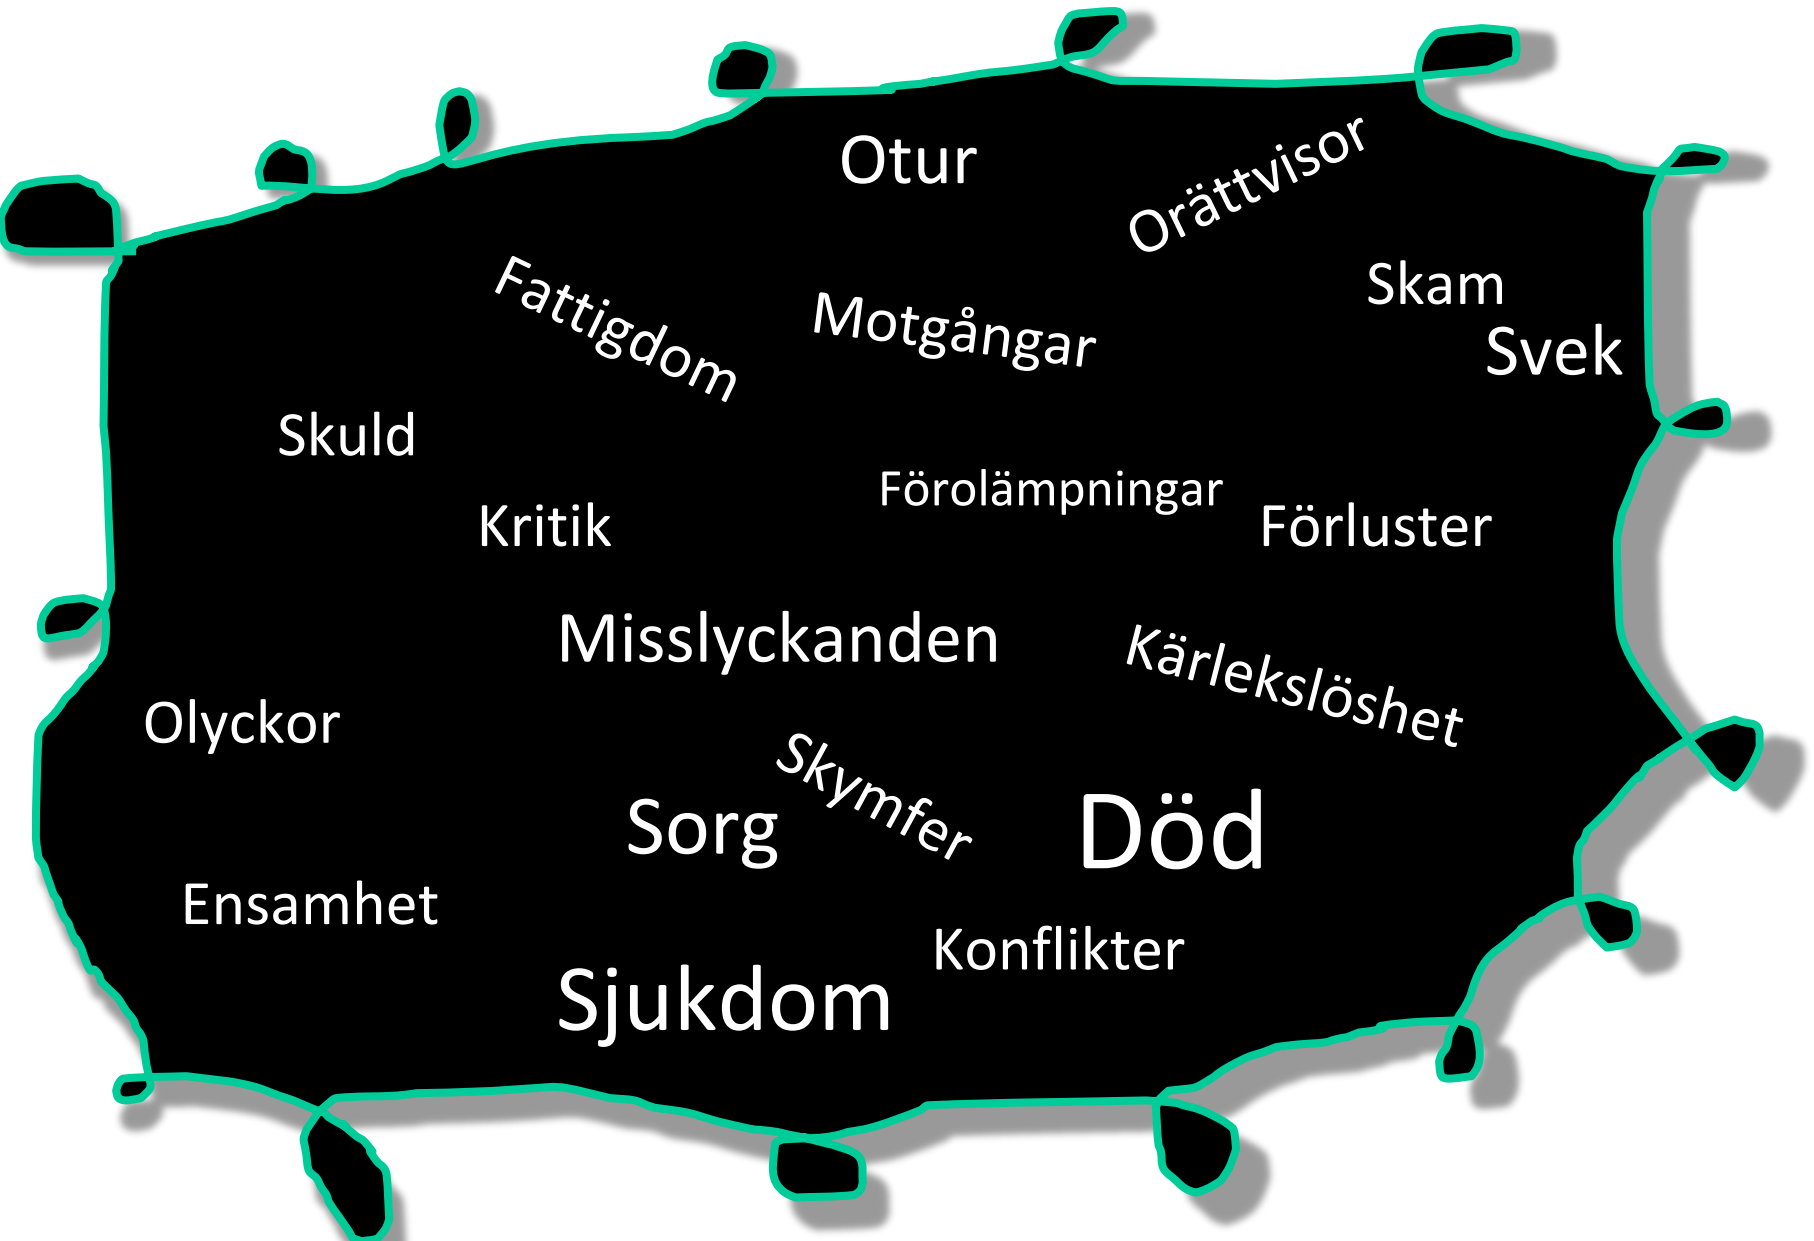 Otur
Orättvisor
Fattigdom
Motgångar
Skam
Svek
Skuld
Förolämpningar
Kritik
Förluster
Misslyckanden
Kärlekslöshet
Olyckor
Skymfer
Sorg
Död
Ensamhet
Konflikter
Sjukdom